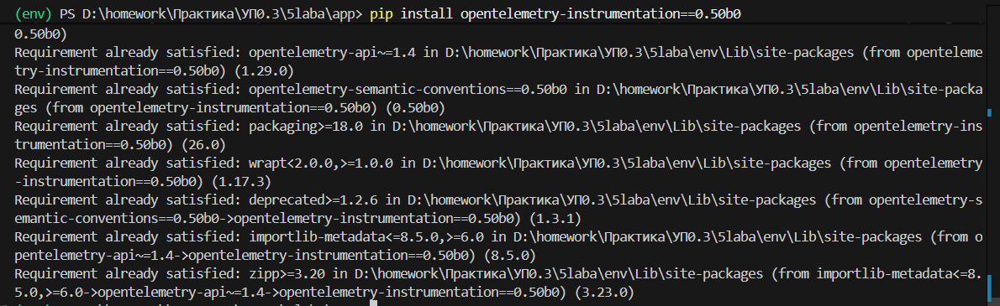 (env) PS D:\homework\Практика\УП0.3\5laba\app> pip install opentelemetry-instrumentation==0.50b0
0.50b0)
Requirement already satisfied: opentelemetry-api~=1.4 in D:\homework\Практика\УП0.3\5laba\env\Lib\site-packages (from openteleme
try-instrumentation==0.50b0) (1.29.0)
Requirement already satisfied: opentelemetry-semantic-conventions==0.50b0 in D:\homework\Практика\УП0.3\5laba\env\Lib\site-packa
ges (from opentelemetry-instrumentation==0.50b0) (0.50b0)
Requirement already satisfied: packaging>=18.0 in D:\homework\Практика\УП0.3\5laba\env\Lib\site-packages (from opentelemetry-ins
trumentation==0.50b0) (26.0)
Requirement already satisfied: wrapt<2.0.0,>=1.0.0 in D:\homework\Практика\УП0.3\5laba\env\Lib\site-packages (from opentelemetry
-instrumentation==0.50b0) (1.17.3)
Requirement already satisfied: deprecated>=1.2.6 in D:\homework\Практика\УП0.3\5laba\env\Lib\site-packages (from opentelemetry-s
emantic-conventions==0.50b0->opentelemetry-instrumentation==0.50b0) (1.3.1)
Requirement already satisfied: importlib-metadata<=8.5.0,>=6.0 in D:\homework\Практика\УП0.3\5laba\env\Lib\site-packages (from o
pentelemetry-api~=1.4->opentelemetry-instrumentation==0.50b0) (8.5.0)
Requirement already satisfied: zipp>=3.20 in D:\homework\Практика\УП0.3\5laba\env\Lib\site-packages (from importlib-metadata<=8.
5.0,>=6.0->opentelemetry-api~=1.4->opentelemetry-instrumentation==0.50b0) (3.23.0)